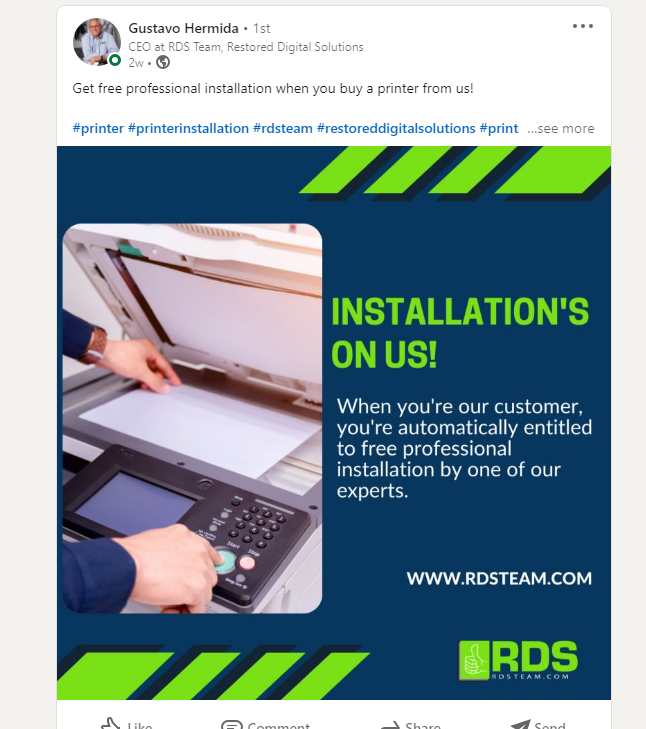 Gustavo Hermida • 1st
CEO at RDS Team, Restored Digital Solutions
2w •
Get free professional installation when you buy a printer from us!
#printer #printerinstallation #rdsteam #restoreddigitalsolutions #print ...see more
INSTALLATION'S
ON US!
When you're our customer,
you're automatically entitled
to free professional
installation by one of our
experts.
Start
Stop
WWW.RDSTEAM.COM
RDS
RDSTEAM.COM
Like Comment Share Send